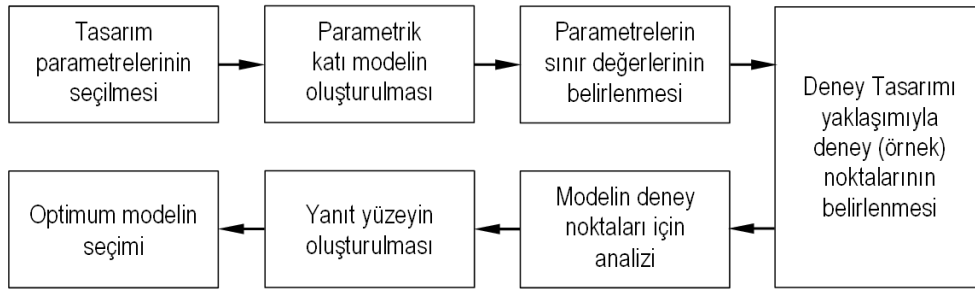 Tasarım
parametrelerinin
seçilmesi
Parametrik
katı modelin
oluşturulması
Parametrelerin
sınır değerlerinin
belirlenmesi
Deney Tasarımı
yaklaşımıyla
deney (örnek)
noktalarının
belirlenmesi
Modelin deney
noktaları için
analizi
Yanıt yüzeyin
oluşturulması
Optimum modelin
seçimi